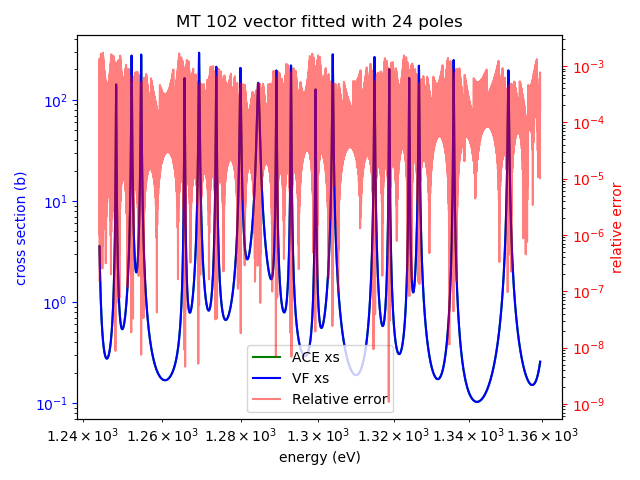 MT 102 vector fitted with 24 poles
cross section (b)
10²
10¹
10⁰
10⁻¹
10⁻³
10⁻⁴
10⁻⁵
10⁻⁶
10⁻⁷
10⁻⁸
10⁻⁹
relative error
ACE xs
VF xs
Relative error
1.24 × 10³ 1.26 × 10³ 1.28 × 10³ 1.3 × 10³ 1.32 × 10³ 1.34 × 10³ 1.36 × 10³
energy (eV)